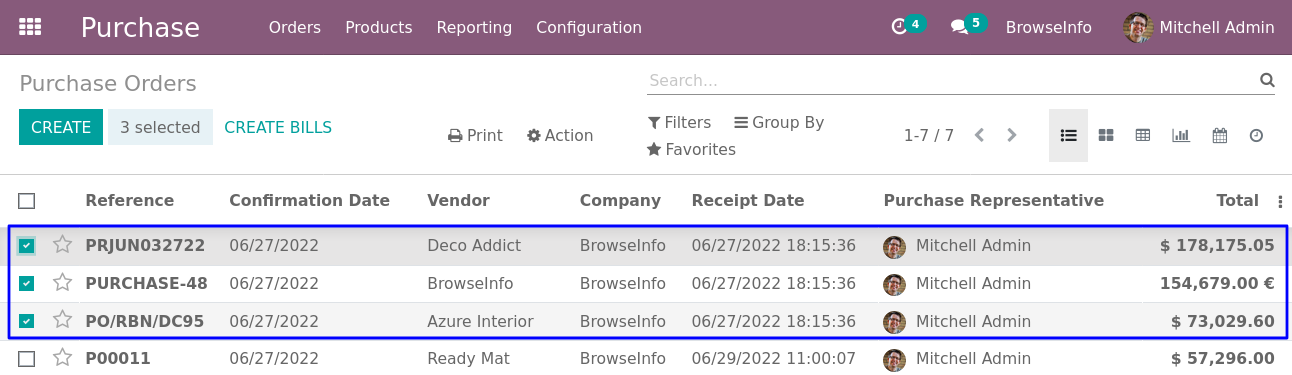 Purchase Orders Products Reporting Configuration 4 5 BrowseInfo Mitchell Admin
Purchase Orders
Search...
CREATE 3 selected CREATE BILLS
Print Action
Filters Group By
Favorites
1-7 / 7
Reference Confirmation Date Vendor Company Receipt Date Purchase Representative Total
PRJUN032722 06/27/2022 Deco Addict BrowseInfo 06/27/2022 18:15:36 Mitchell Admin $ 178,175.05
PURCHASE-48 06/27/2022 BrowseInfo BrowseInfo 06/27/2022 18:15:36 Mitchell Admin 154,679.00 €
PO/RBN/DC95 06/27/2022 Azure Interior BrowseInfo 06/27/2022 18:15:36 Mitchell Admin $ 73,029.60
P00011 06/27/2022 Ready Mat BrowseInfo 06/29/2022 11:00:07 Mitchell Admin $ 57,296.00